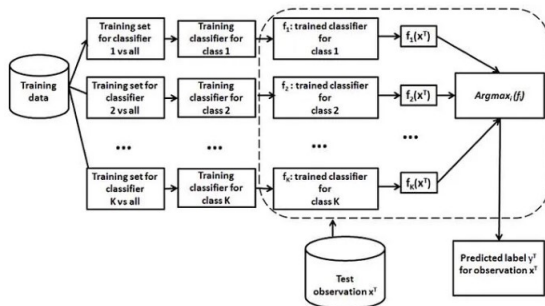 Training
data
Training set
for classifier
1 vs all
Training
classifier for
class 1
f₁: trained classifier
for
class 1
f₁(xᵀ)
Training set for
classifier
2 vs all
Training
classifier for
class 2
f₂: trained classifier
for
class 2
f₂(xᵀ)
Argmaxᵢ(fᵢ)
...
...
...
...
Training set for
classifier
K vs all
Training
classifier for
class K
f_K: trained classifier
for
class K
f_K(xᵀ)
Test
observation xᵀ
Predicted label yᵀ
for observation xᵀ